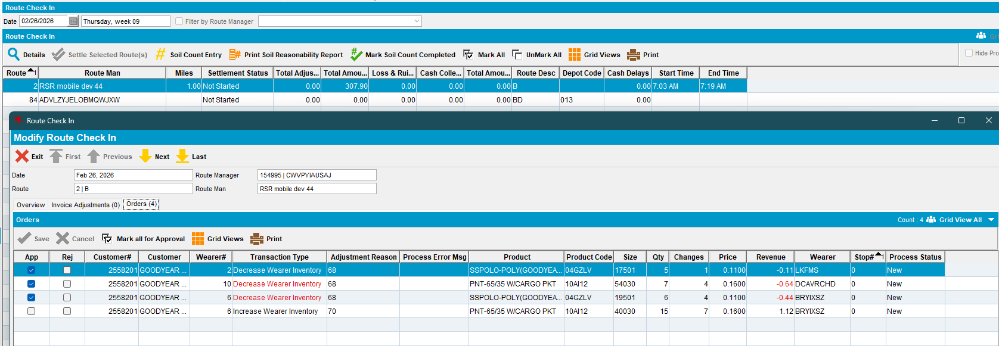 Route Check In
Date 02/26/2026 16 Thursday, week 09 Filter by Route Manager
Route Check In
Details Settle Selected Route(s) Soil Count Entry Print Soil Reasonability Report Mark Soil Count Completed Mark All UnMark All Grid Views Print Hide Pro
Route 1 Route Man Miles Settlement Status Total Adjus... Total Amou... Loss & Rui... Cash Colle... Total Amou... Route Desc Depot Code Cash Delays Start Time End Time
2 RSR mobile dev 44 1.00 Not Started 0.00 307.90 0.00 0.00 0.00 B 0.00 7:03 AM 7:19 AM
84 ADVLZYJELOBMQWJXW Not Started 0.00 0.00 0.00 0.00 0.00 BD 013 0.00
Route Check In
Modify Route Check In
Exit First Previous Next Last
Date Feb 26, 2026 Route Manager 154995 | CWVPYIAUSAJ
Route 2 | B Route Man RSR mobile dev 44
Overview Invoice Adjustments (0) Orders (4)
Orders Count : 4 Grid View All
Save Cancel Mark all for Approval Grid Views Print
App Rej Customer# Customer Wearer# Transaction Type Adjustment Reason Process Error Msg Product Product Code Size Qty Changes Price Revenue Wearer Stop# 1 Process Status
2558201 GOODYEAR ... 2 Decrease Wearer Inventory 68 SSPOLO-POLY(GOODYEA... 04GZLV 17501 5 1 0.1100 -0.11 LKFMS 0 New
2558201 GOODYEAR ... 10 Decrease Wearer Inventory 68 PNT-65/35 W/CARGO PKT 10AI12 54030 7 4 0.1600 -0.64 DCAVRCHD 0 New
2558201 GOODYEAR ... 6 Decrease Wearer Inventory 68 SSPOLO-POLY(GOODYEA... 04GZLV 19501 6 4 0.1100 -0.44 BRYIXSZ 0 New
2558201 GOODYEAR ... 6 Increase Wearer Inventory 70 PNT-65/35 W/CARGO PKT 10AI12 40030 15 7 0.1600 1.12 BRYIXSZ 0 New